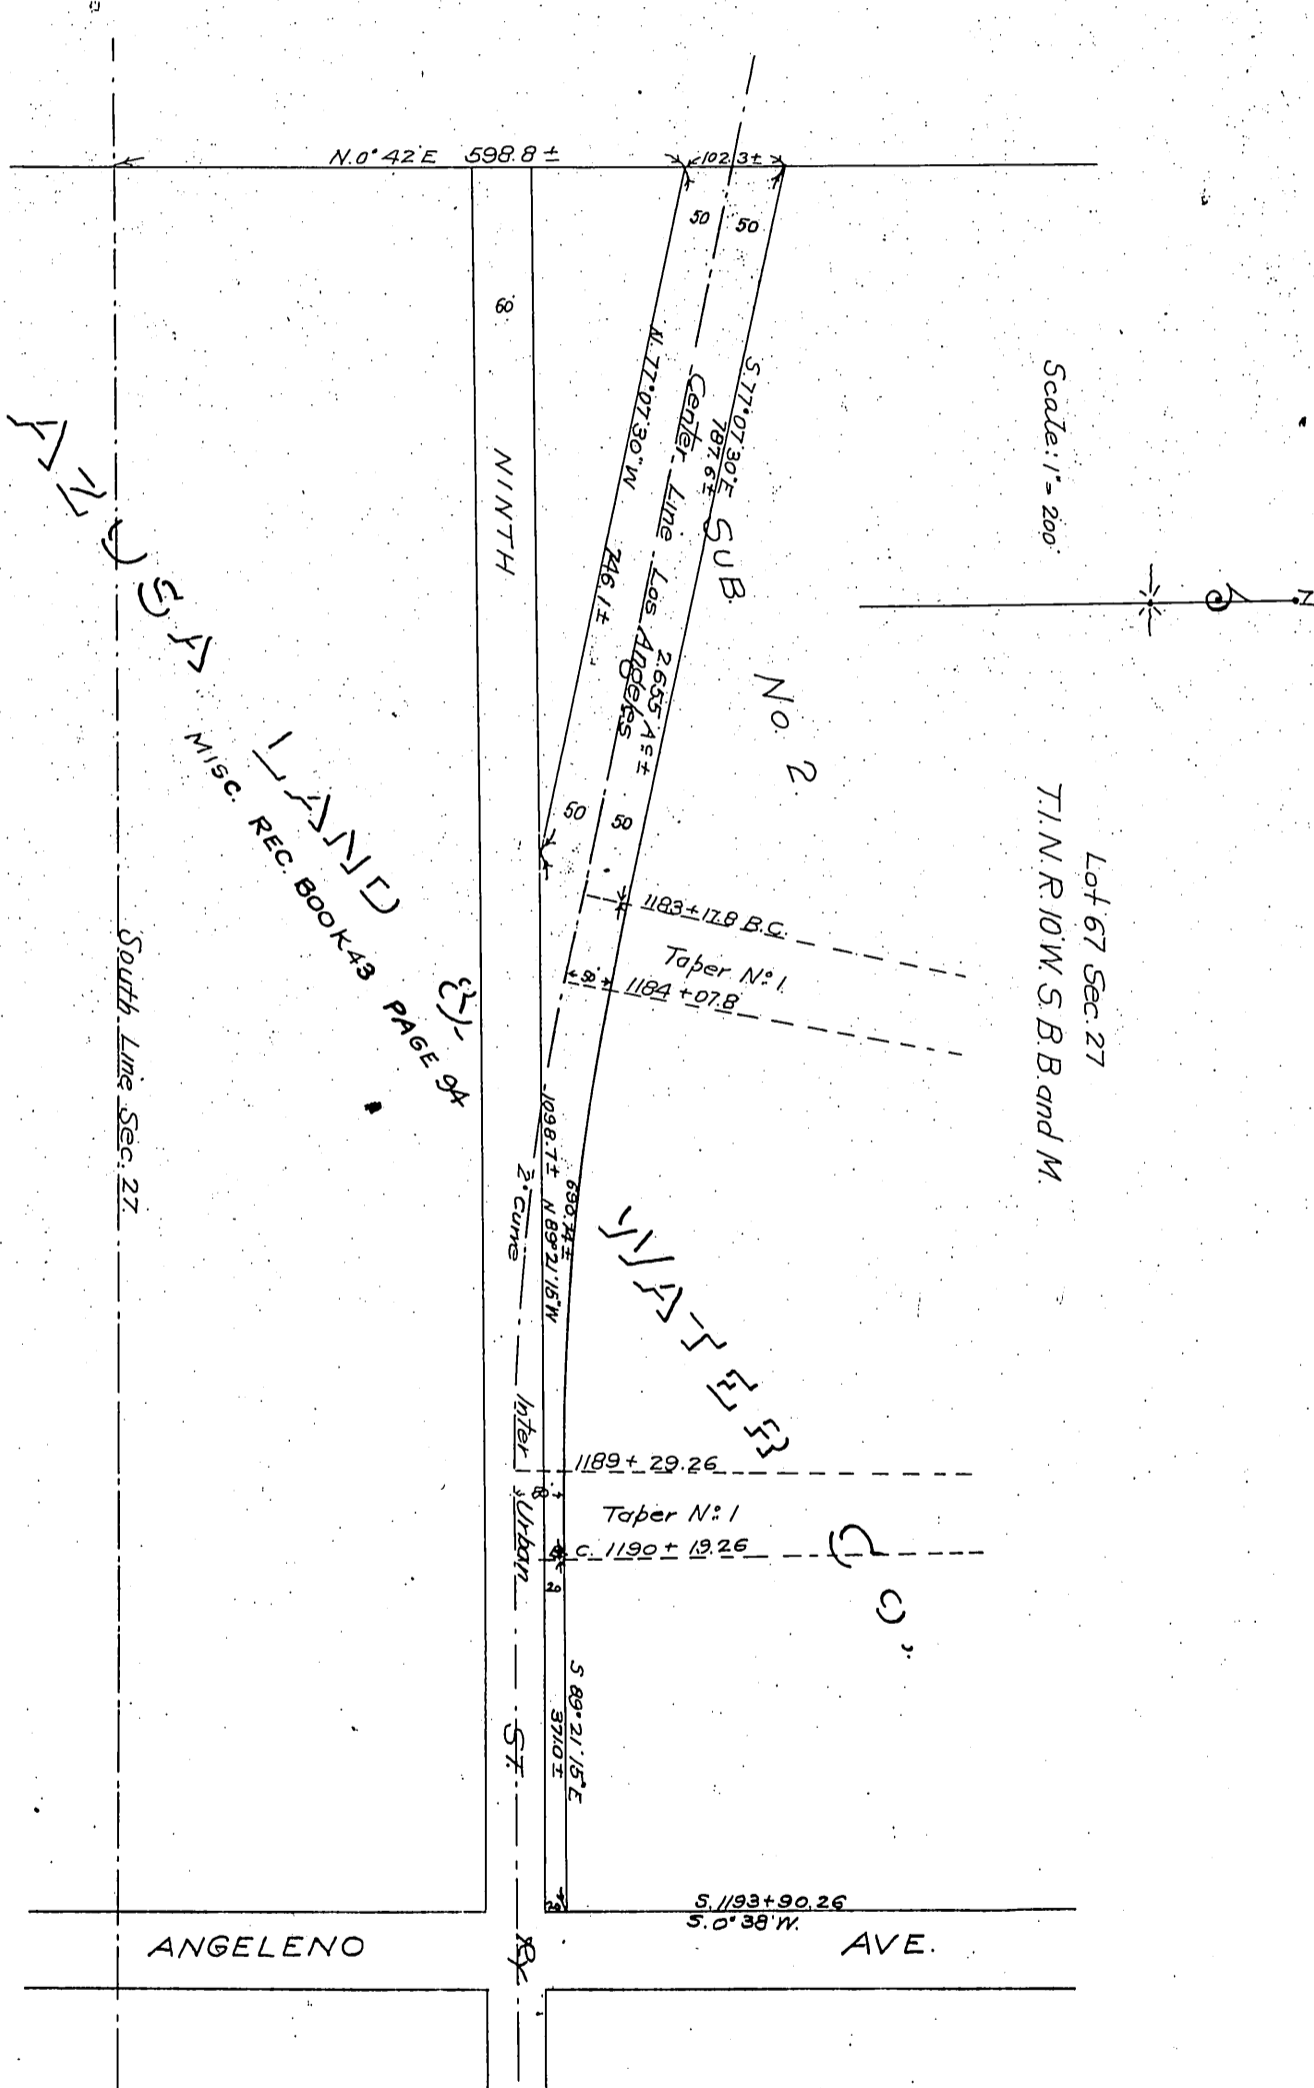 N. 0° 42' E 598.8 ±
102.3±
50
50
60
Scale: 1" = 200'
N
S. 77° 07' 30" E
787.6 ±
Center Line Los Angeles
N. 77° 07' 30" W 746.1 ±
2.655 Ac ±
SUB. No. 2.
NINTH
Lot 67 Sec. 27
T. 1. N. R. 10 W. S. B. B. and M.
50
50
1183+17.8 B.C.
Taper No. 1.
50
1184 +07.8
AZUSA LAND & WATER CO.
MISC. REC. BOOK 43 PAGE 94
South Line Sec. 27.
1098.7± N 89° 21' 15" W
690.74±
2° Curve
Inter Urban Ry
1189+ 29.26
Taper No. 1
C. 1190 + 19.26
20
S 89° 21' 15" E
371.0 ±
ST.
20
S. 1193+90.26
S. 0° 38' W.
ANGELENO AVE.